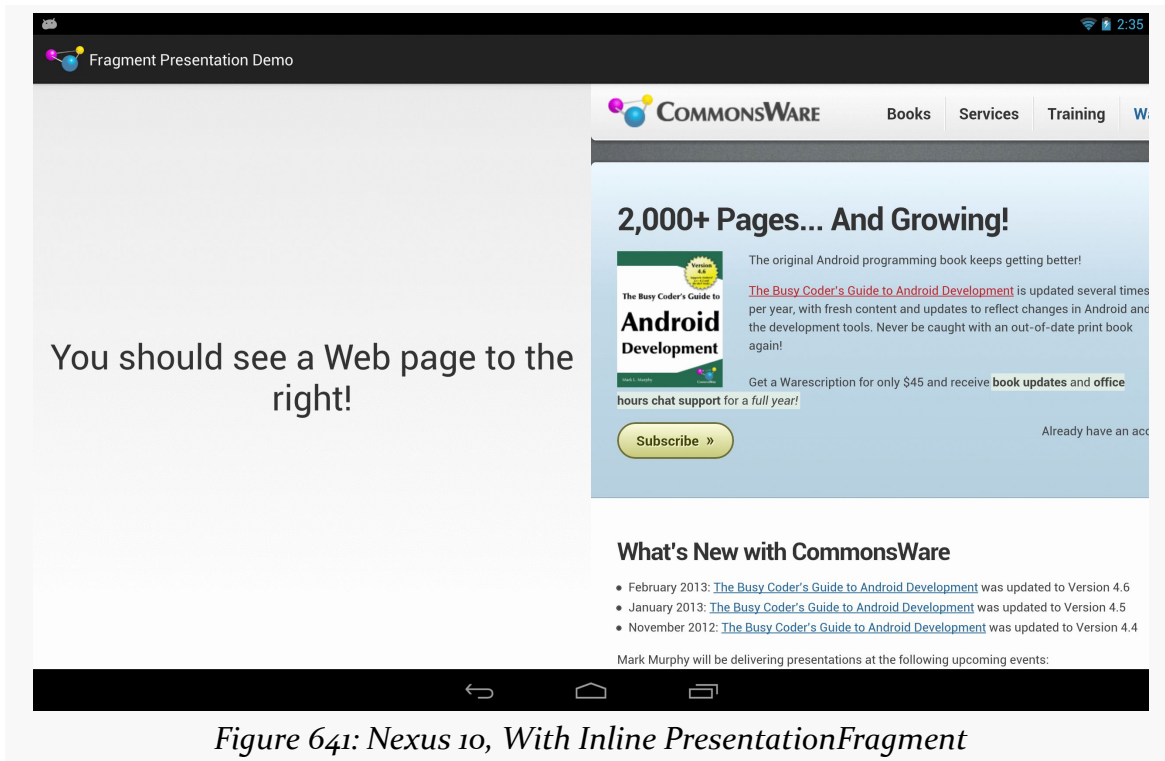 2:35
Fragment Presentation Demo
You should see a Web page to the
right!
COMMONSWARE
Books Services Training Wa
2,000+ Pages... And Growing!
Version
4.6
The Busy Coder's Guide to
Android
Development
Mark L. Murphy
The original Android programming book keeps getting better!
The Busy Coder's Guide to Android Development is updated several times
per year, with fresh content and updates to reflect changes in Android and
the development tools. Never be caught with an out-of-date print book
again!
Get a Warescription for only $45 and receive book updates and office
hours chat support for a full year!
Subscribe »
Already have an acc
What's New with CommonsWare
• February 2013: The Busy Coder's Guide to Android Development was updated to Version 4.6
• January 2013: The Busy Coder's Guide to Android Development was updated to Version 4.5
• November 2012: The Busy Coder's Guide to Android Development was updated to Version 4.4
Mark Murphy will be delivering presentations at the following upcoming events:
Figure 641: Nexus 10, With Inline PresentationFragment